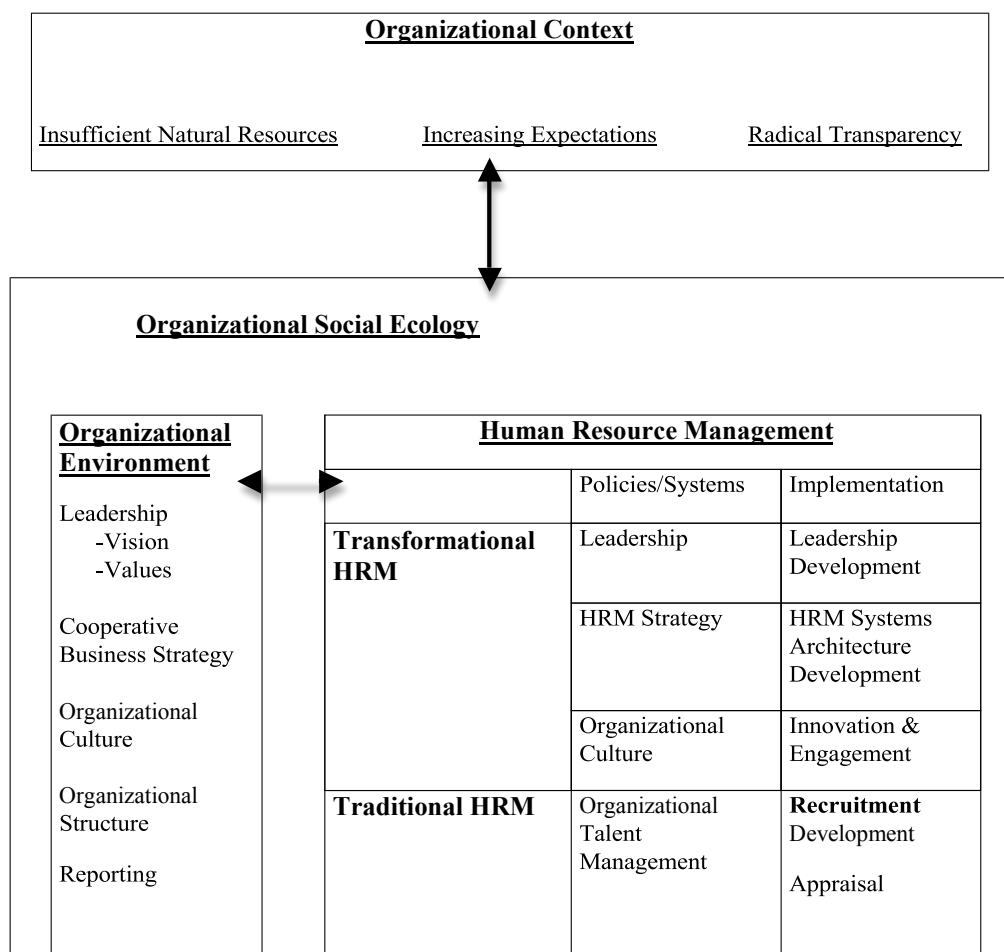 Organizational Context
Insufficient Natural Resources Increasing Expectations Radical Transparency
Organizational Social Ecology
Organizational
Environment
Leadership
-Vision
-Values
Cooperative
Business Strategy
Organizational
Culture
Organizational
Structure
Reporting
Human Resource Management
Policies/Systems Implementation
Transformational
HRM
Leadership
Leadership
Development
HRM Strategy
HRM Systems
Architecture
Development
Organizational
Culture
Innovation &
Engagement
Traditional HRM
Organizational
Talent
Management
Recruitment
Development
Appraisal